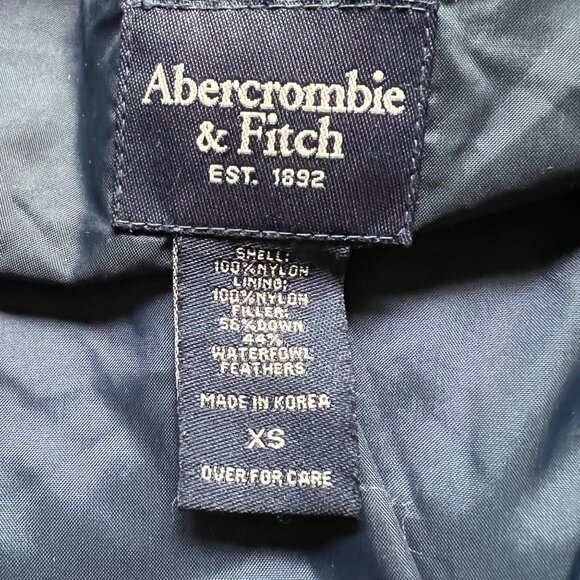 Abercrombie
& Fitch
EST. 1892
SHELL:
100%NYLON
LINING:
100%NYLON
FILLER:
56%DOWN
44%
WATERFOWL
FEATHERS
MADE IN KOREA
XS
OVER FOR CARE